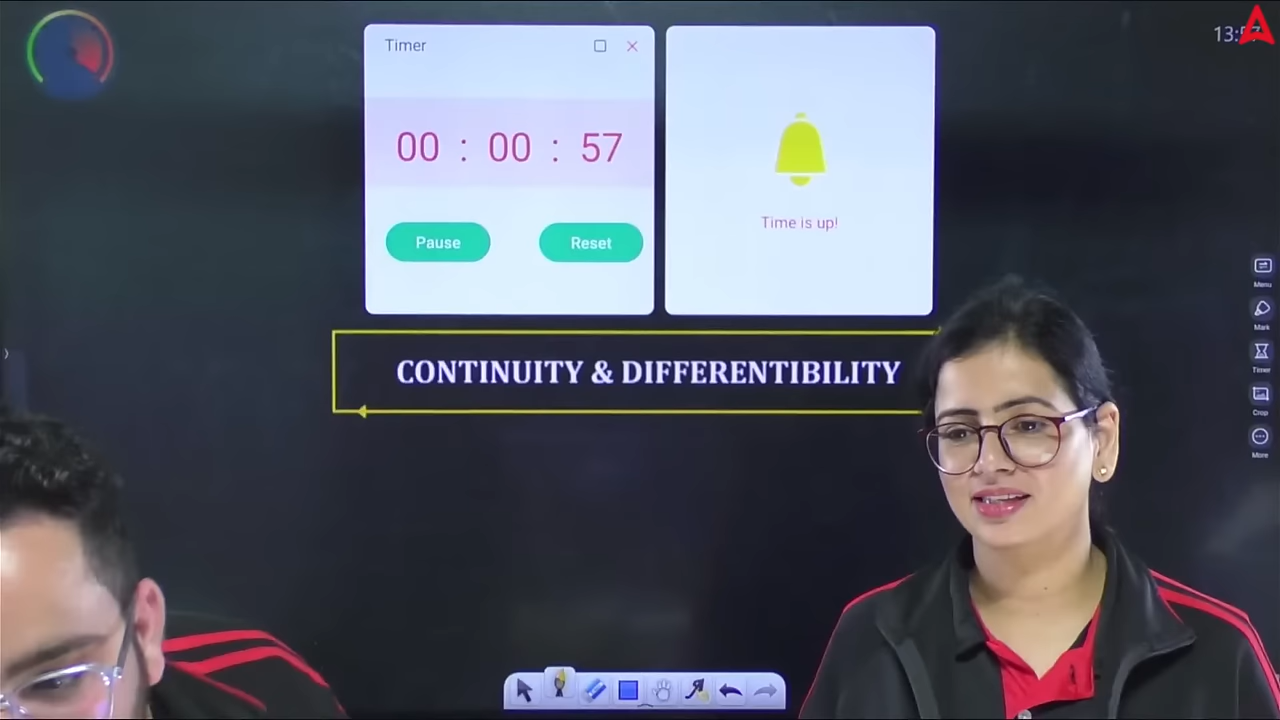 Timer
00 : 00 : 57
Pause
Reset
Time is up!
CONTINUITY & DIFFERENTIBILITY
Menu
Mark
Timer
Crop
More